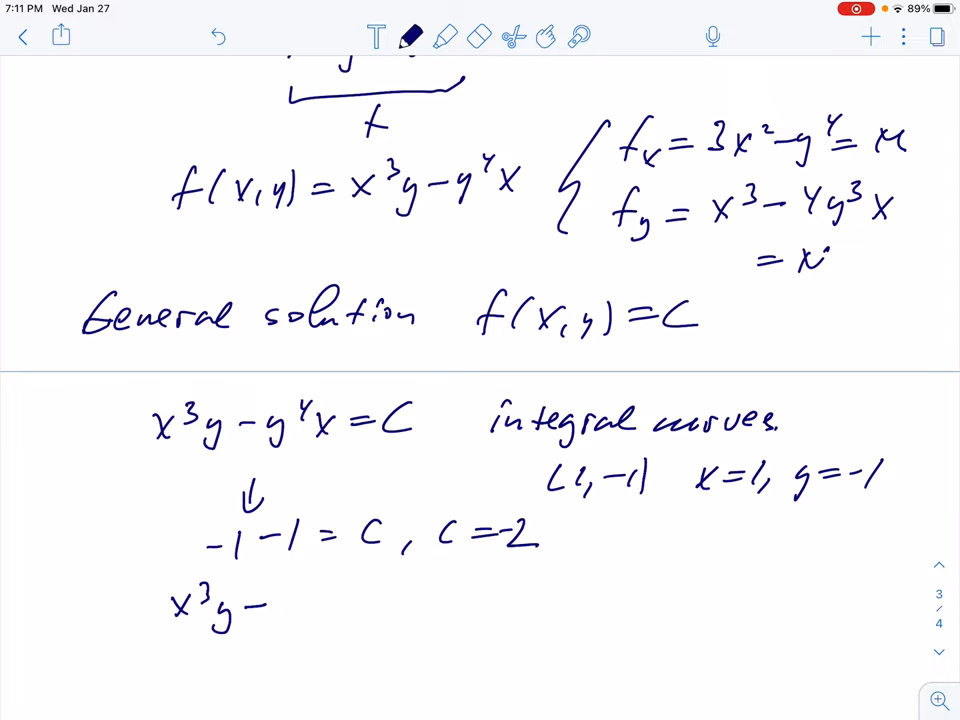 7:11 PM Wed Jan 27
89%
T
f
f(x,y) = x³y − y⁴x
fx = 3x² − y⁴ = M
fy = x³ − 4y³x
= N
General solution f(x,y) = C
x³y − y⁴x = C integral curves.
(1,−1) x=1, y=−1
↓
−1 −1 = C, C = −2
x³y −
3
/
4